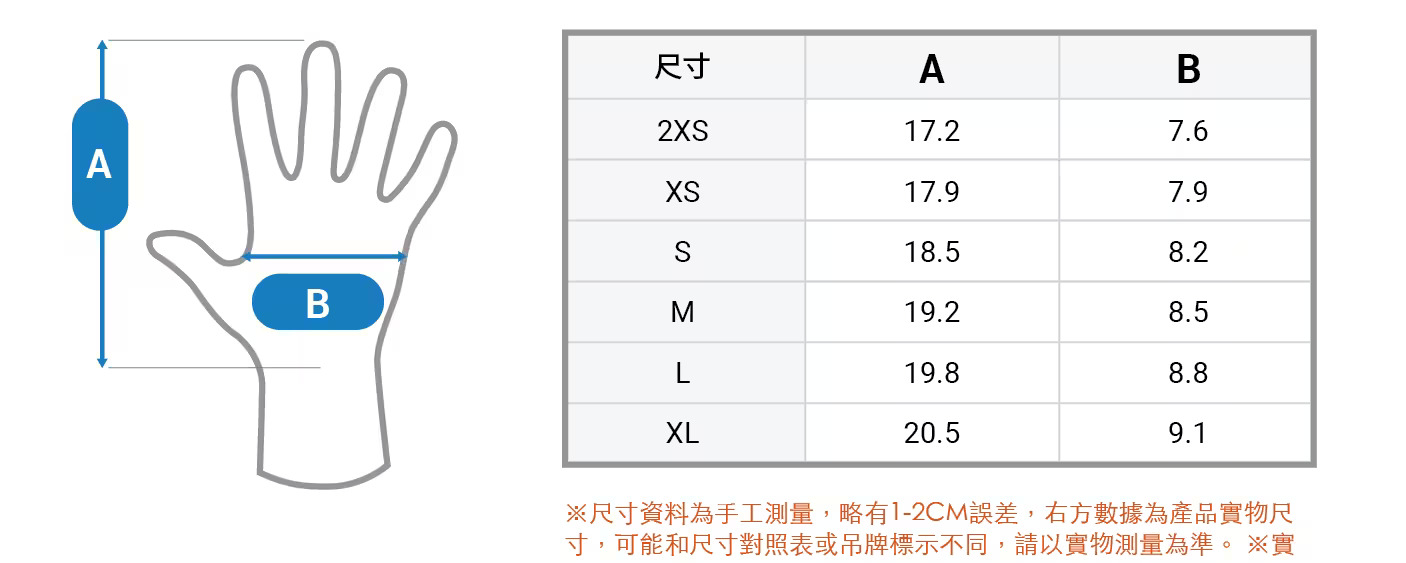 A
B
尺寸 A B
2XS 17.2 7.6
XS 17.9 7.9
S 18.5 8.2
M 19.2 8.5
L 19.8 8.8
XL 20.5 9.1
※尺寸資料為手工測量，略有1-2CM誤差，右方數據為產品實物尺
寸，可能和尺寸對照表或吊牌標示不同，請以實物測量為準。 ※實